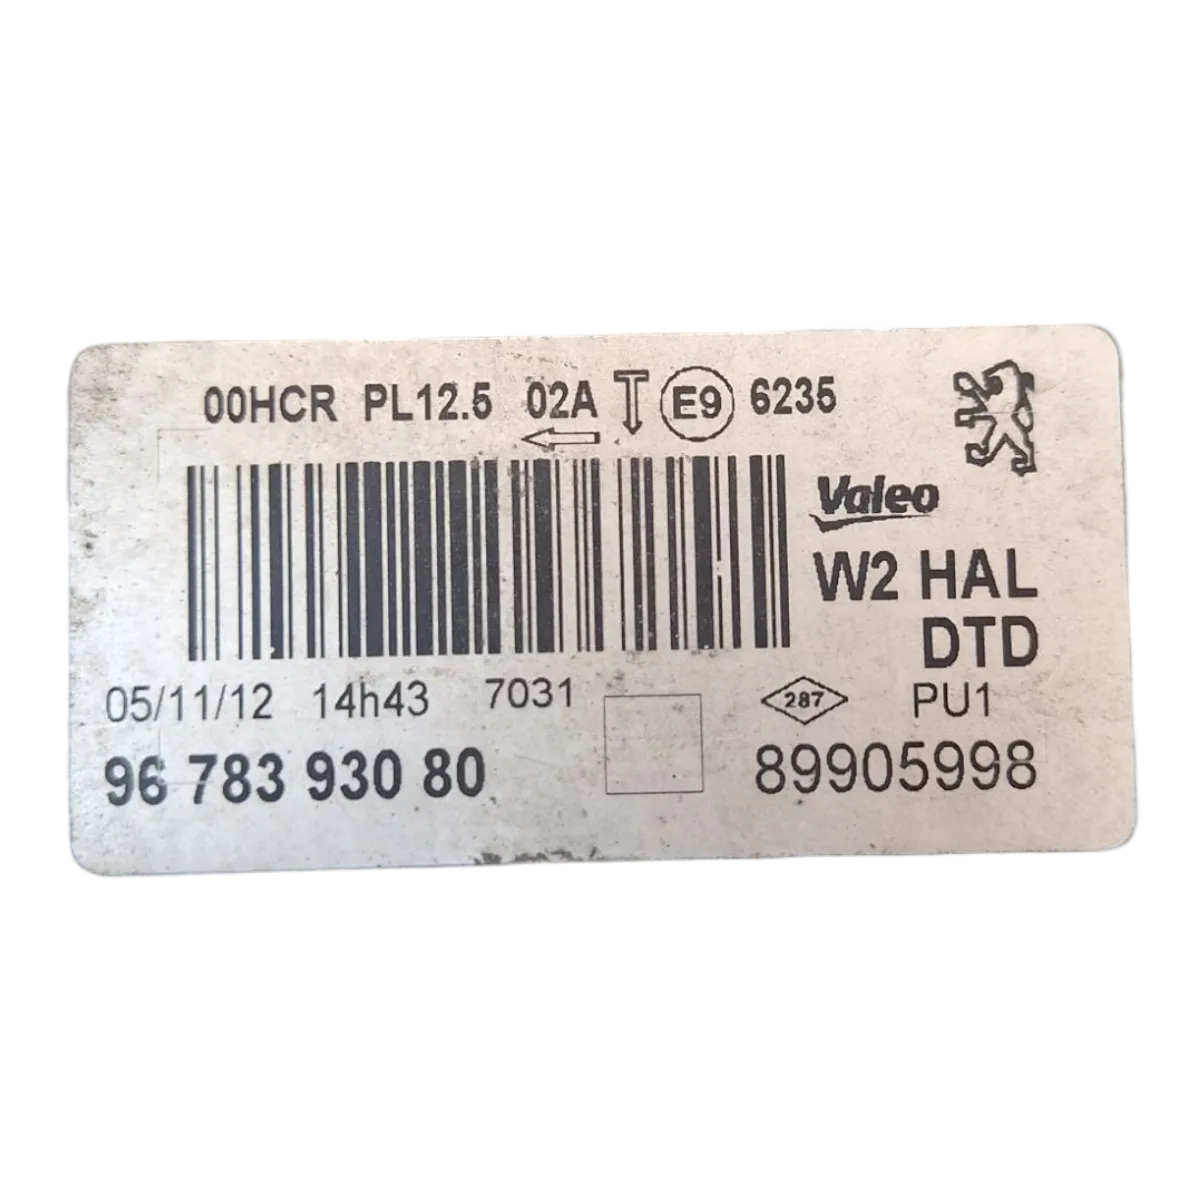 00HCR PL12.5 02A E9 6235
Valeo
W2 HAL
DTD
05/11/12 14h43 7031 287 PU1
96 783 930 80 89905998